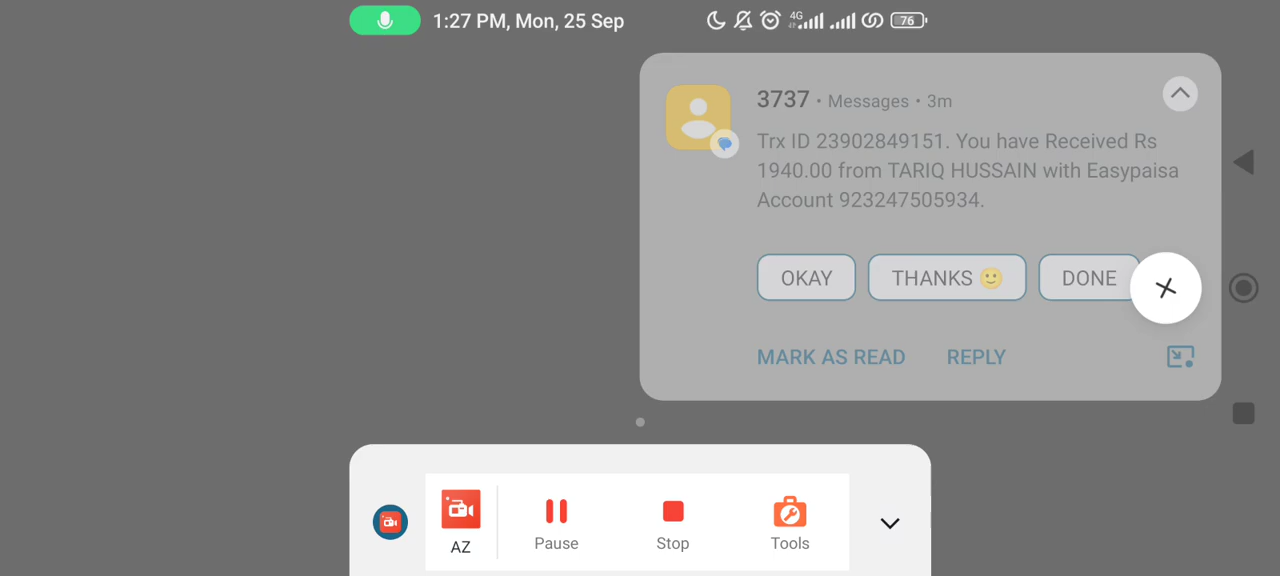 1:27 PM, Mon, 25 Sep
4G
76
3737 • Messages • 3m
Trx ID 23902849151. You have Received Rs
1940.00 from TARIQ HUSSAIN with Easypaisa
Account 923247505934.
OKAY
THANKS 🙂
DONE
MARK AS READ
REPLY
AZ
Pause
Stop
Tools